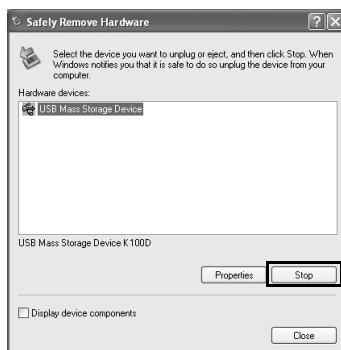 Safely Remove Hardware
Select the device you want to unplug or eject, and then click Stop. When
Windows notifies you that it is safe to do so unplug the device from your
computer.
Hardware devices:
USB Mass Storage Device
USB Mass Storage Device K100D
Properties
Stop
Display device components
Close